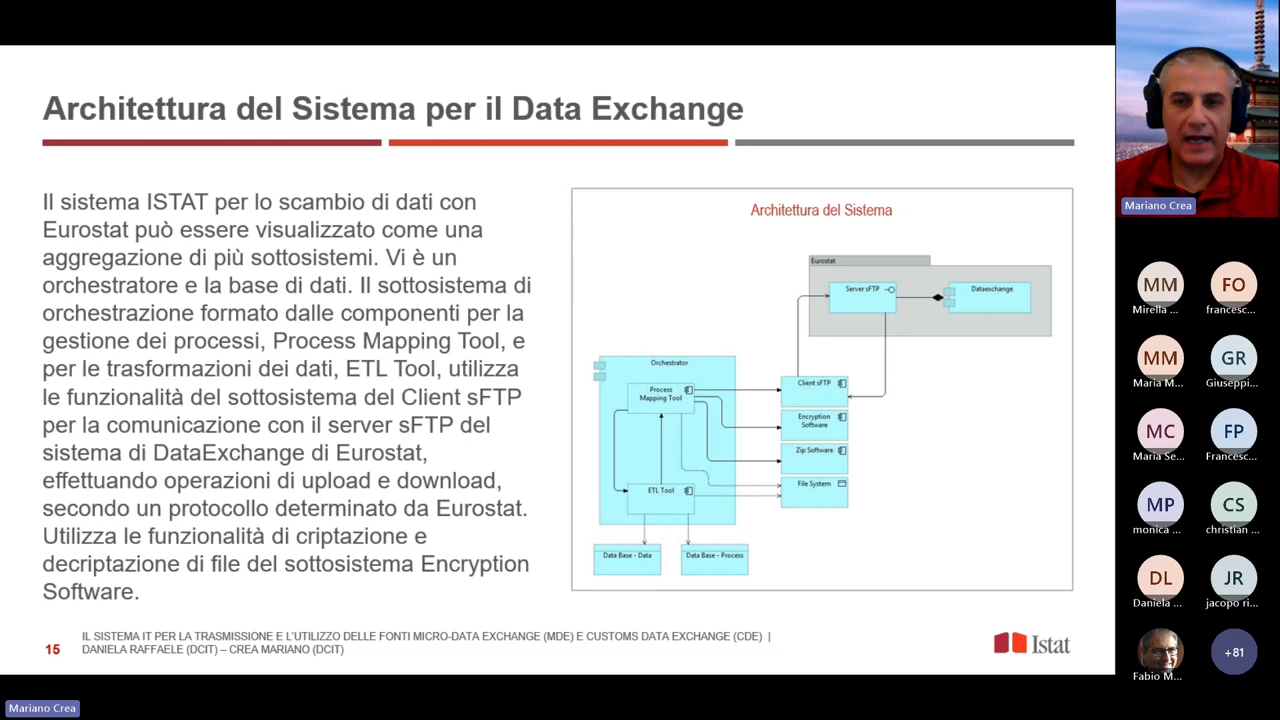 Architettura del Sistema per il Data Exchange
Il sistema ISTAT per lo scambio di dati con
Eurostat può essere visualizzato come una
aggregazione di più sottosistemi. Vi è un
orchestratore e la base di dati. Il sottosistema di
orchestrazione formato dalle componenti per la
gestione dei processi, Process Mapping Tool, e
per le trasformazioni dei dati, ETL Tool, utilizza
le funzionalità del sottosistema del Client sFTP
per la comunicazione con il server sFTP del
sistema di DataExchange di Eurostat,
effettuando operazioni di upload e download,
secondo un protocollo determinato da Eurostat.
Utilizza le funzionalità di criptazione e
decriptazione di file del sottosistema Encryption
Software.
Architettura del Sistema
Eurostat
Server sFTP
Dataexchange
Orchestrator
Process
Mapping Tool
Client sFTP
Encryption
Software
Zip Software
File System
ETL Tool
Data Base - Data
Data Base - Process
15
IL SISTEMA IT PER LA TRASMISSIONE E L'UTILIZZO DELLE FONTI MICRO-DATA EXCHANGE (MDE) E CUSTOMS DATA EXCHANGE (CDE) |
DANIELA RAFFAELE (DCIT) – CREA MARIANO (DCIT)
Istat
Mariano Crea
MM
Mirella ...
FO
francesc...
MM
Maria M...
GR
Giuseppi...
MC
Maria Se...
FP
Francesc...
MP
monica ...
CS
christian ...
DL
Daniela ...
JR
jacopo ri...
Fabio M...
+81
Mariano Crea